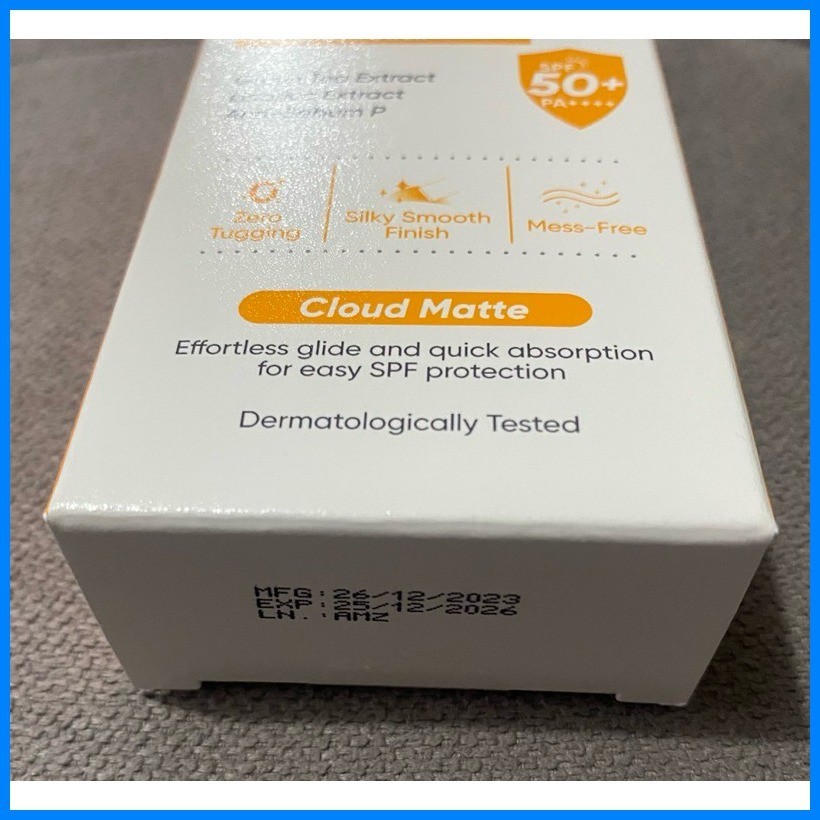 Extract
Extract
P
SPF
50+
PA++++
Zero
Tugging
Silky Smooth
Finish
Mess-Free
Cloud Matte
Effortless glide and quick absorption
for easy SPF protection
Dermatologically Tested
MFG:26/12/2023
EXP:25/12/2026
LN.:AM2